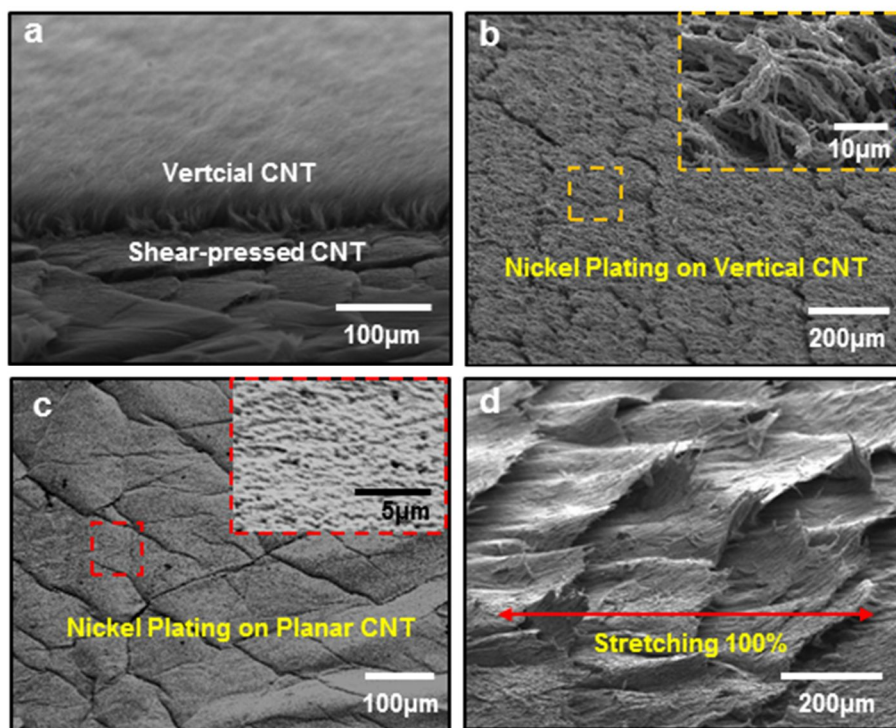 a
Vertcial CNT
Shear-pressed CNT
100μm
b
10μm
Nickel Plating on Vertical CNT
200μm
c
5μm
Nickel Plating on Planar CNT
100μm
d
Stretching 100%
200μm